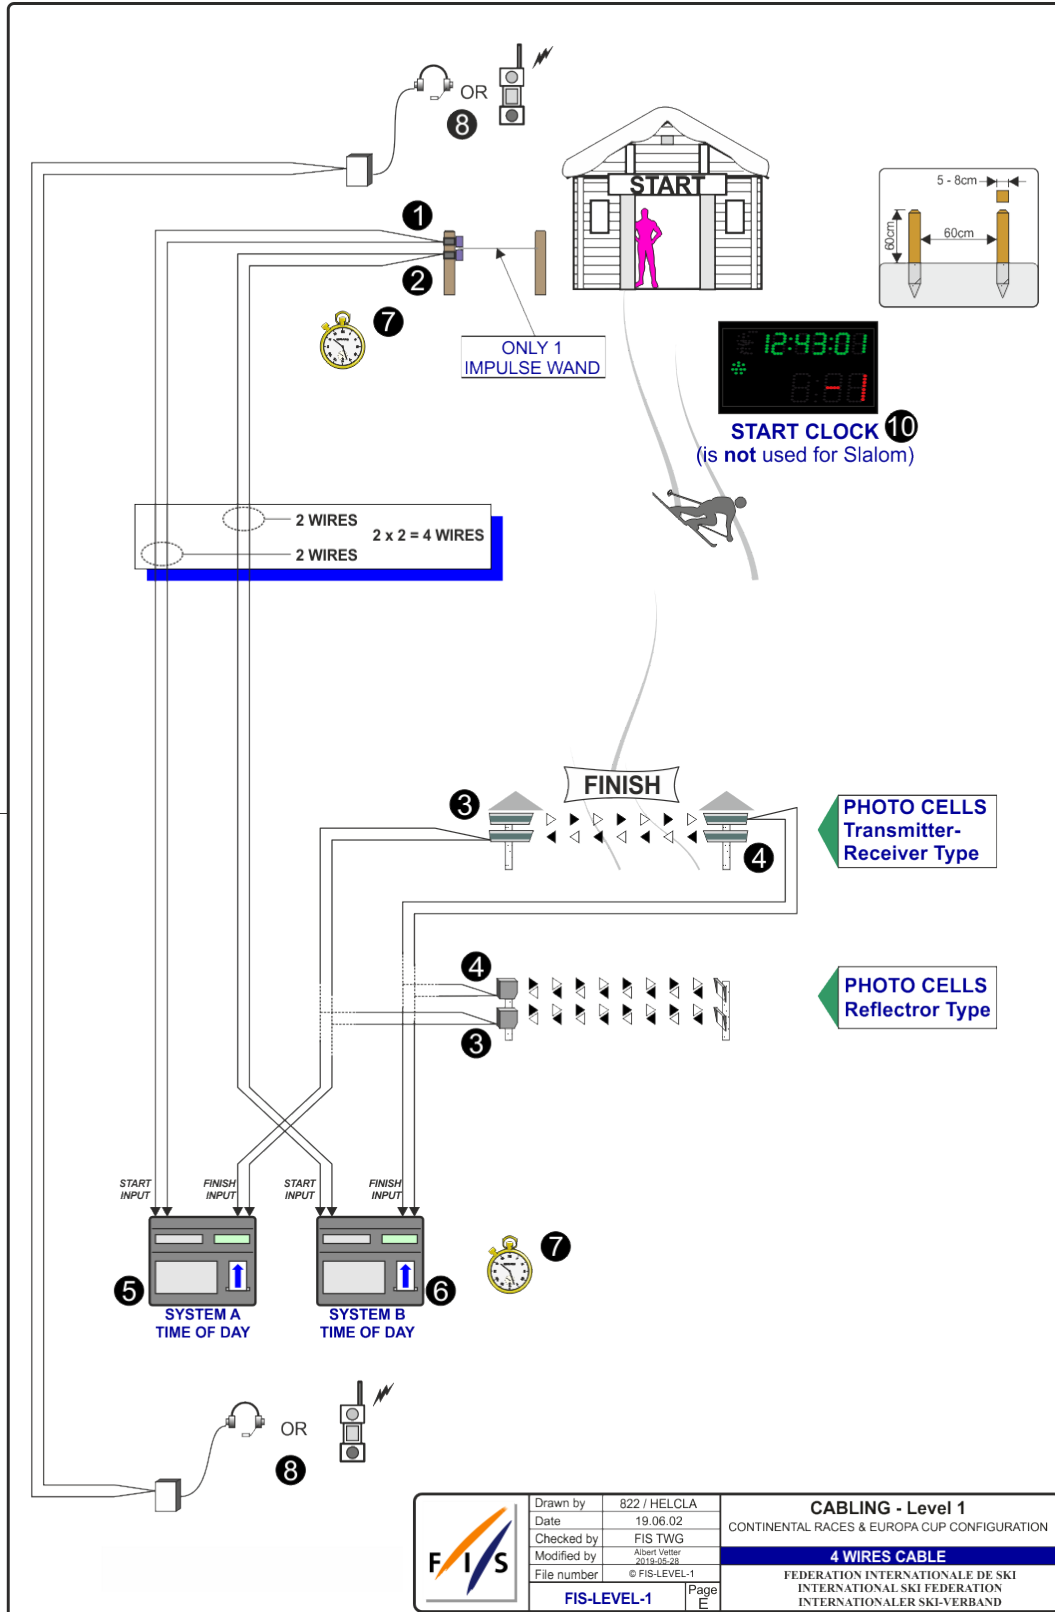 OR
8
START
5 - 8cm
60cm
60cm
1
2
7
ONLY 1
IMPULSE WAND
12:43:01
-1
START CLOCK 10
(is not used for Slalom)
2 WIRES
2 x 2 = 4 WIRES
2 WIRES
FINISH
3
4
PHOTO CELLS
Transmitter-
Receiver Type
4
3
PHOTO CELLS
Reflectror Type
START
INPUT
FINISH
INPUT
START
INPUT
FINISH
INPUT
5
6
7
SYSTEM A
TIME OF DAY
SYSTEM B
TIME OF DAY
OR
8
FIS
Drawn by 822 / HELCLA
Date 19.06.02
Checked by FIS TWG
Modified by Albert Vetter
2019-05-28
File number © FIS-LEVEL-1
FIS-LEVEL-1
Page
E
CABLING - Level 1
CONTINENTAL RACES & EUROPA CUP CONFIGURATION
4 WIRES CABLE
FEDERATION INTERNATIONALE DE SKI
INTERNATIONAL SKI FEDERATION
INTERNATIONALER SKI-VERBAND